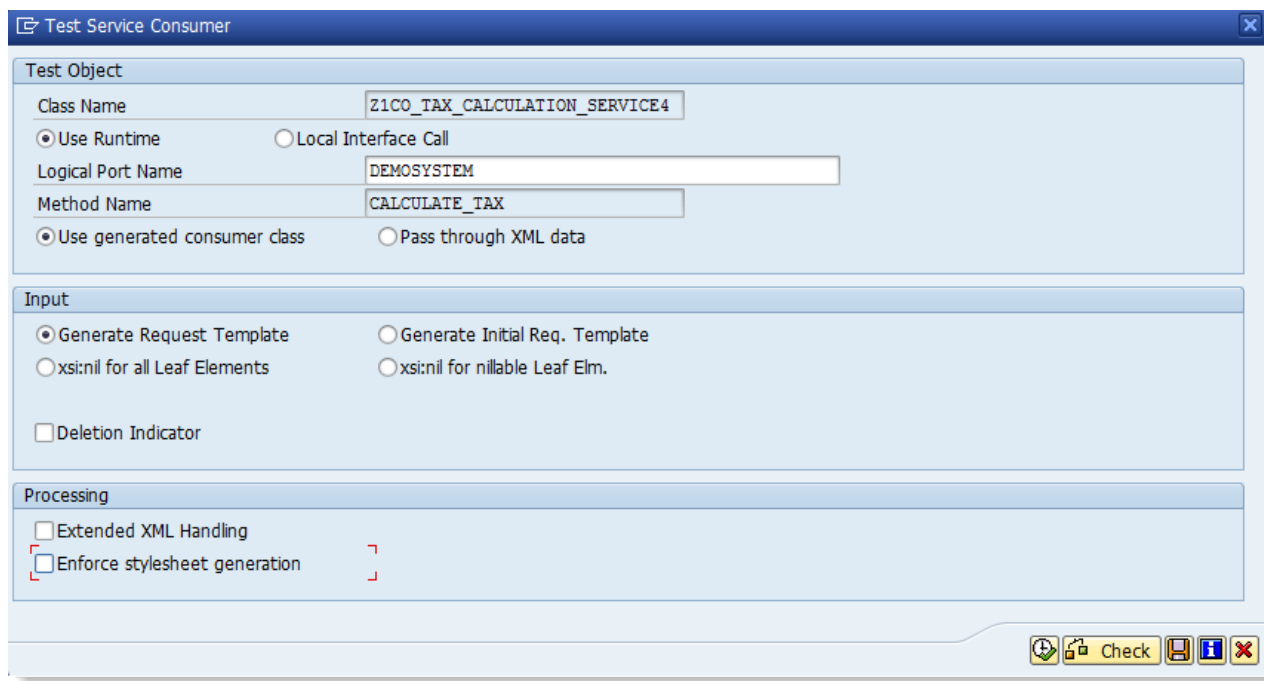 Test Service Consumer
Test Object
Class Name Z1CO_TAX_CALCULATION_SERVICE4
Use Runtime Local Interface Call
Logical Port Name DEMOSYSTEM
Method Name CALCULATE_TAX
Use generated consumer class Pass through XML data
Input
Generate Request Template Generate Initial Req. Template
xsi:nil for all Leaf Elements xsi:nil for nillable Leaf Elm.
Deletion Indicator
Processing
Extended XML Handling
Enforce stylesheet generation
Check